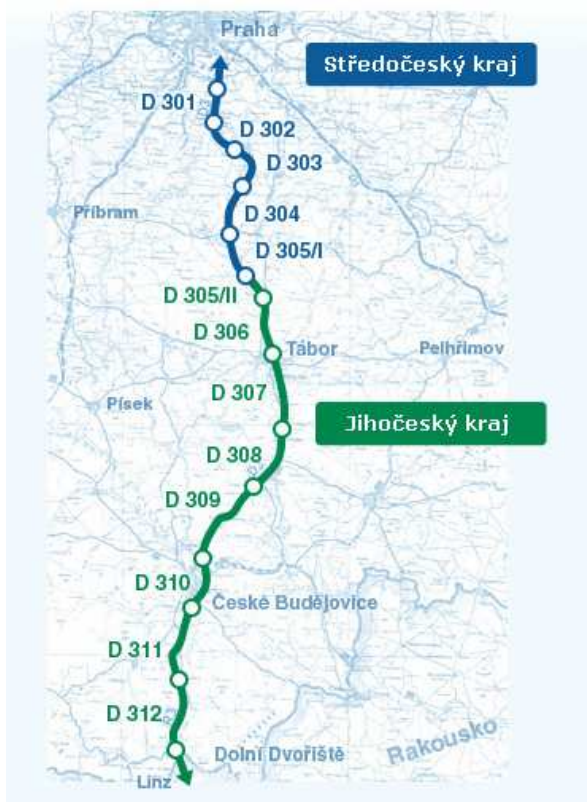 Praha
Středočeský kraj
D 301
D 302
D 303
Příbram
D 304
D 305/I
D 305/II
D 306
Tábor
Pelhřimov
D 307
Písek
Jihočeský kraj
D 308
D 309
D 310
České Budějovice
D 311
D 312
Rakousko
Dolní Dvořiště
Linz